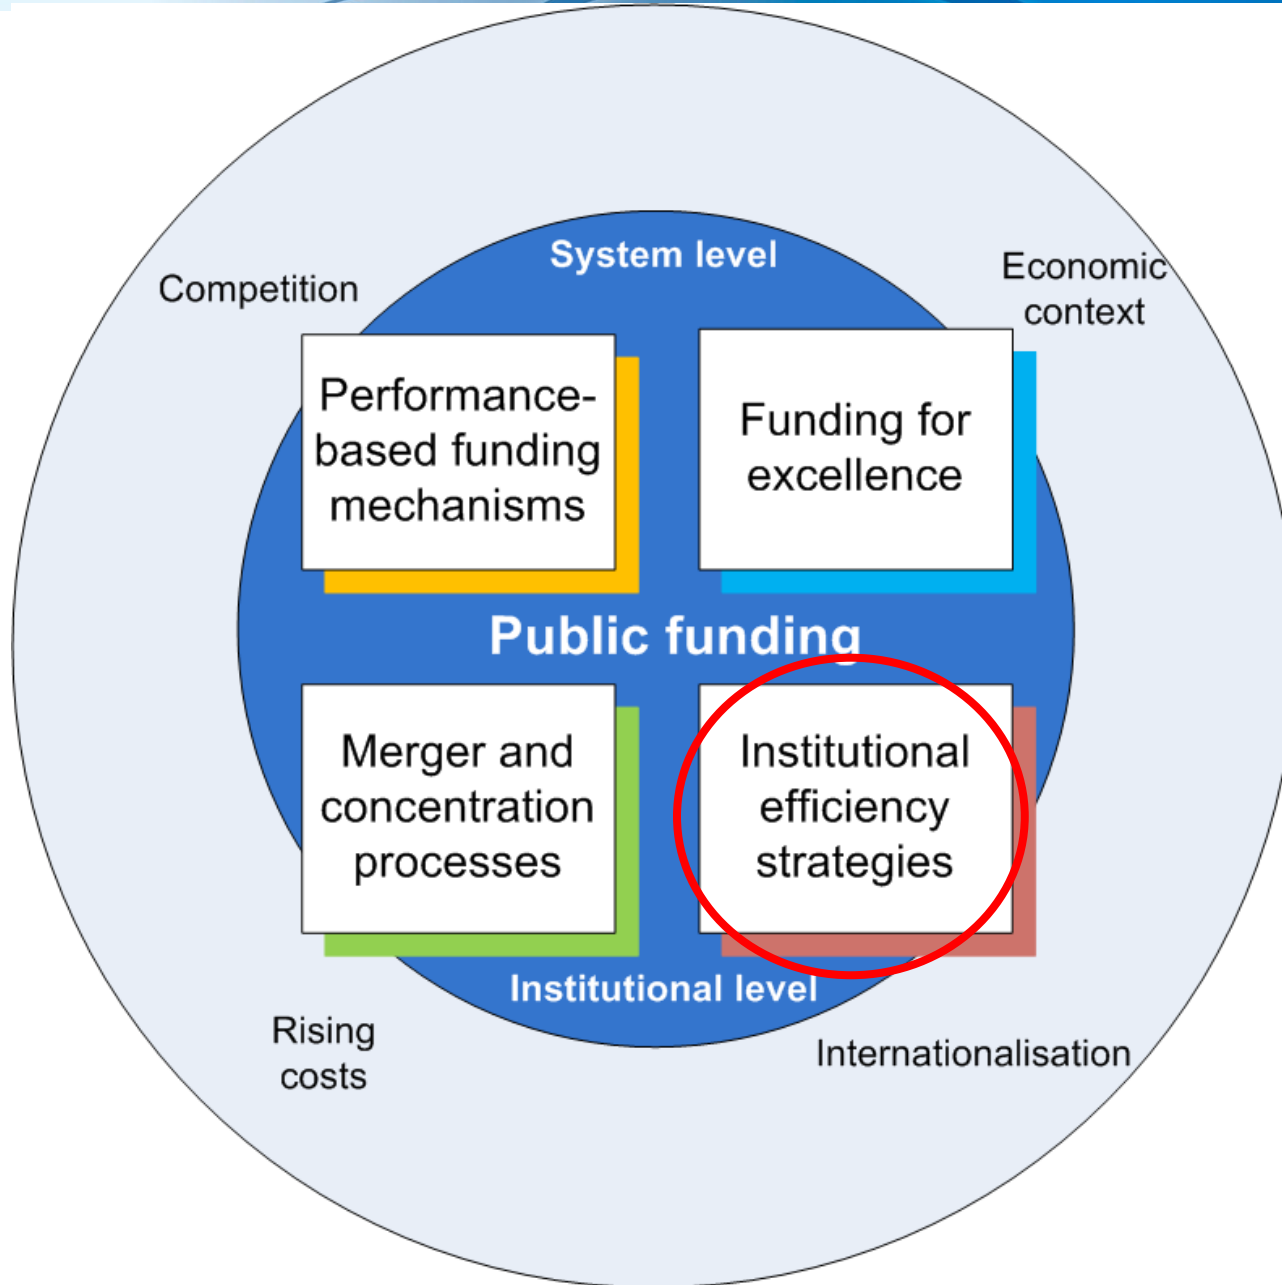 System level
Competition
Economic
context
Performance-
based funding
mechanisms
Funding for
excellence
Public funding
Merger and
concentration
processes
Institutional
efficiency
strategies
Institutional level
Rising
costs
Internationalisation